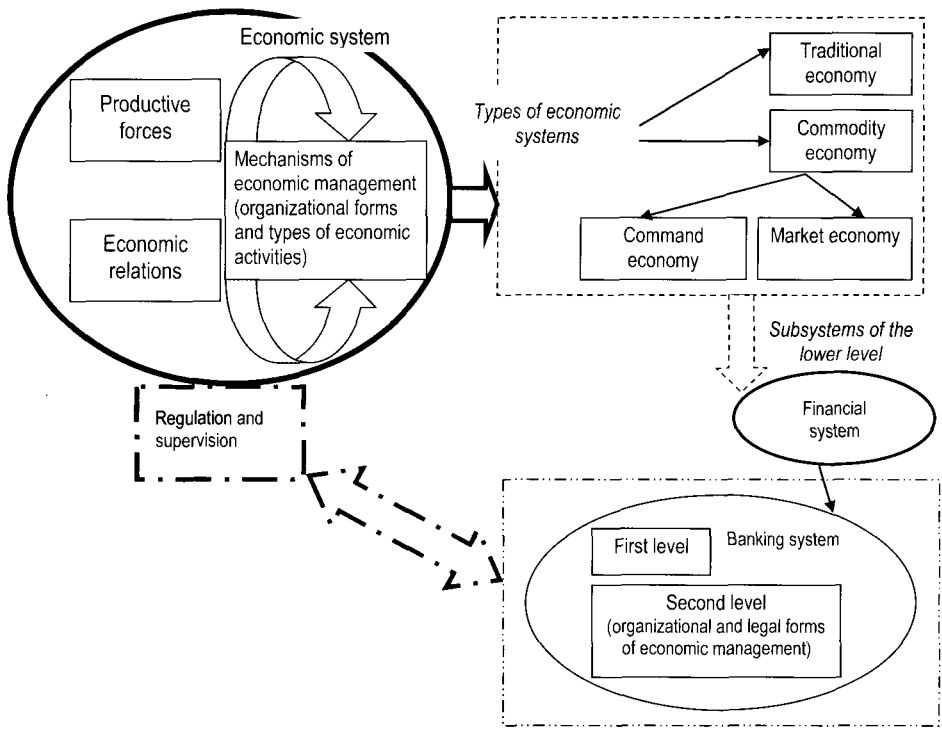 Economic system
Productive
forces
Mechanisms of
economic management
(organizational forms
and types of economic
activities)
Economic
relations
Types of economic
systems
Traditional
economy
Commodity
economy
Command
economy
Market economy
Subsystems of the
lower level
Financial
system
Regulation and
supervision
First level
Banking system
Second level
(organizational and legal forms
of economic management)